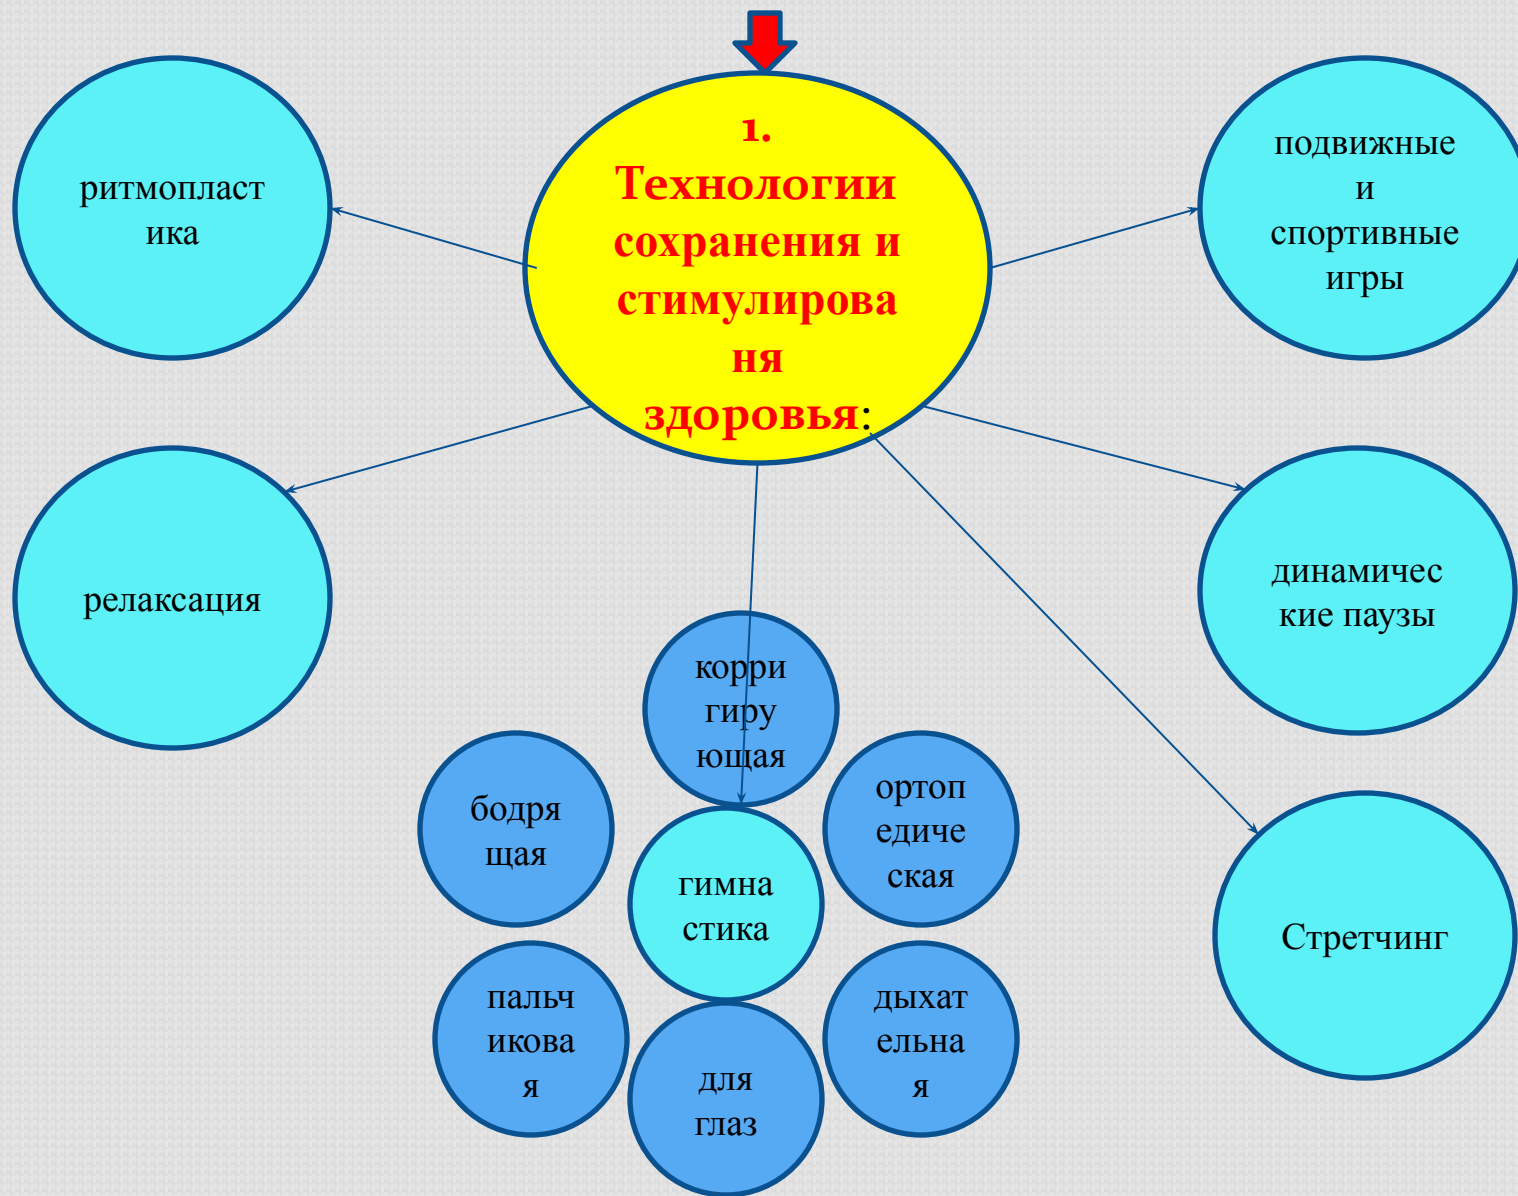 1.
Технологии
сохранения и
стимулирова
ня
здоровья:
ритмопласт
ика
подвижные
и
спортивные
игры
релаксация
динамичес
кие паузы
корри
гиру
ющая
бодря
щая
ортоп
едиче
ская
гимна
стика
Стретчинг
пальч
икова
я
для
глаз
дыхат
ельна
я